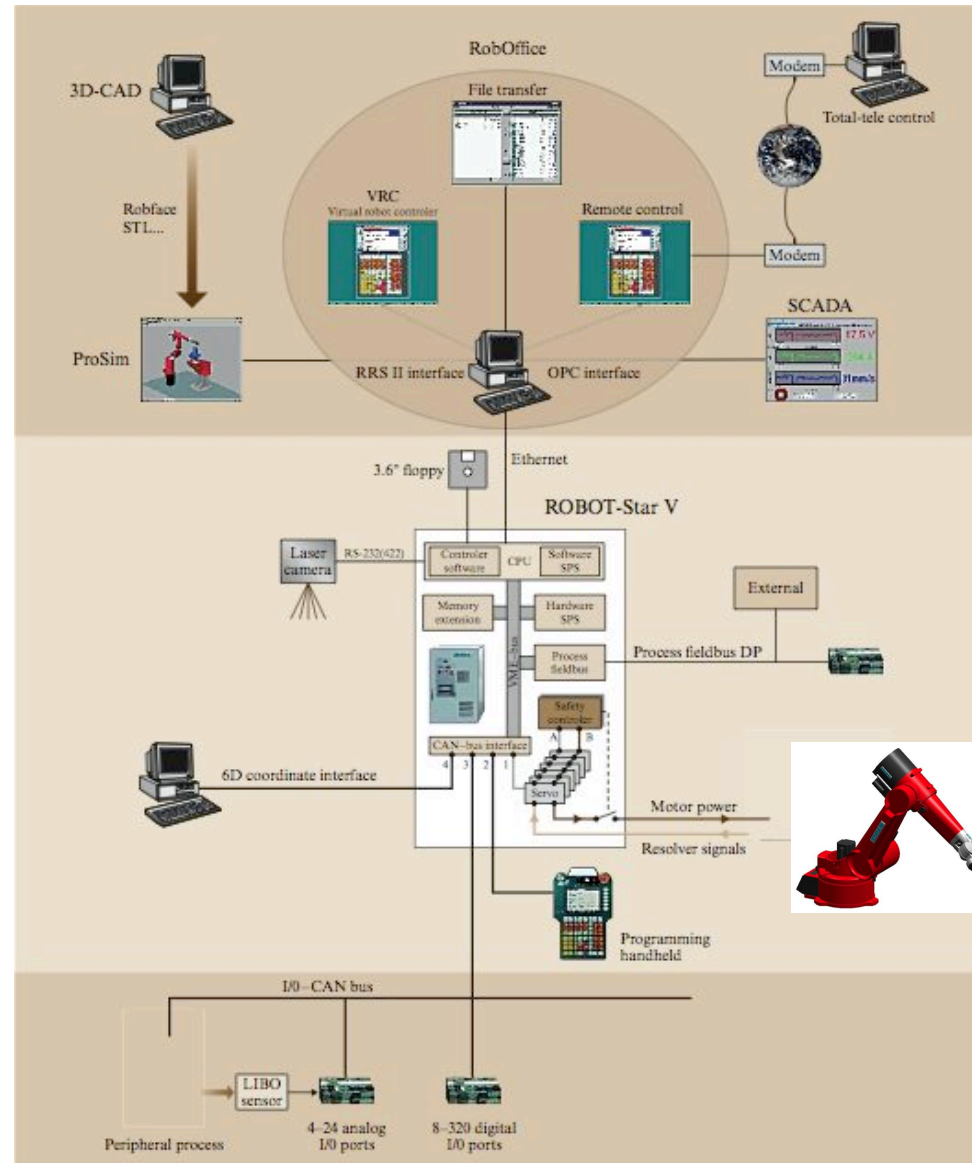 RobOffice
3D-CAD
File transfer
Modem
Total-tele control
VRC
Virtual robot controler
Remote control
Robface
STL...
Modem
SCADA
17.5 V
31mm/s
ProSim
RRS II interface
OPC interface
Ethernet
3.6" floppy
ROBOT-Star V
Laser
camera
RS-232(422)
Controler
software
CPU
Software
SPS
External
Memory
extension
Hardware
SPS
VME-bus
Process
fieldbus
Process fieldbus DP
Safety
controler
A
B
CAN-bus interface
4 3 2 1
6D coordinate interface
Servo
Motor power
Resolver signals
Programming
handheld
I/0-CAN bus
LIBO
sensor
Peripheral process
4-24 analog
I/0 ports
8-320 digital
I/0 ports